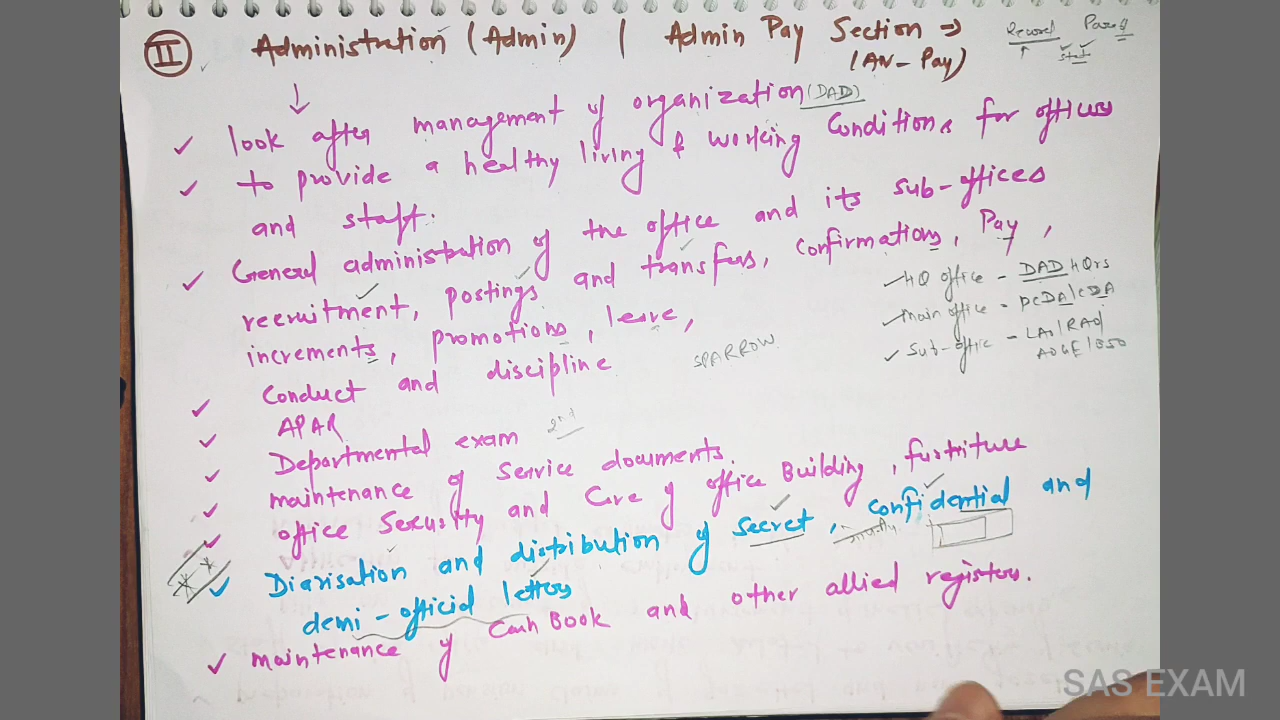 II Administration (Admin) | Admin Pay Section ⇒
(AN-Pay)
Record
↓
✓ look after management of organization (DAD)
✓ to provide a healthy living & working Conditions for officers
and staff.
✓ General administration of the office and its sub-offices
recruitment, postings and transfers, confirmations, Pay,
increments, promotions, leave,
✓ HQ office - DAD HQrs
✓ main office - PCDA/CDA
✓ Sub-office - LAO/RAO/
AOGE/BSO
✓ Conduct and discipline
SPARROW
✓ APAR
✓ Departmental exam
2nd
✓ maintenance of Service documents.
✓ office Security and Care of office Building, furniture
✓ Diarisation and distribution of secret, confidential and
demi-official letters
✓ maintenance of Cash Book and other allied registers.
SAS EXAM